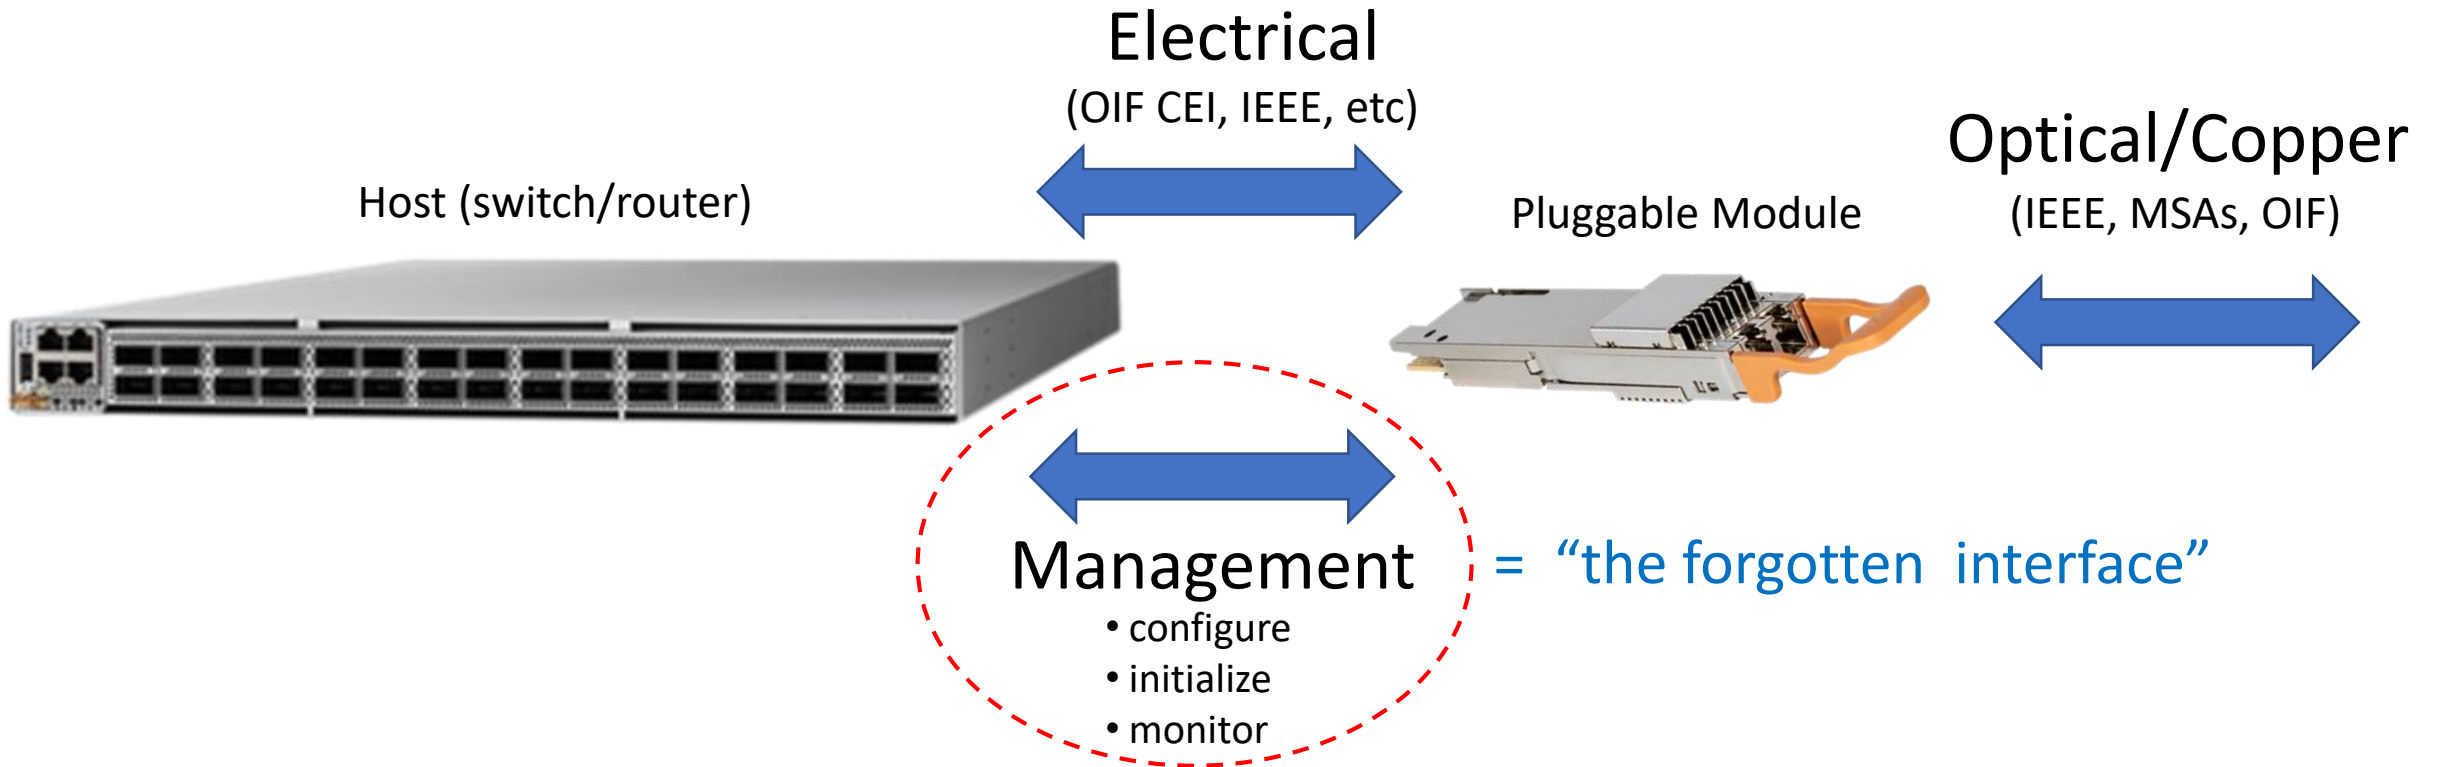 Electrical
(OIF CEI, IEEE, etc)
Optical/Copper
(IEEE, MSAs, OIF)
Host (switch/router)
Pluggable Module
Management
• configure
• initialize
• monitor
= “the forgotten interface”